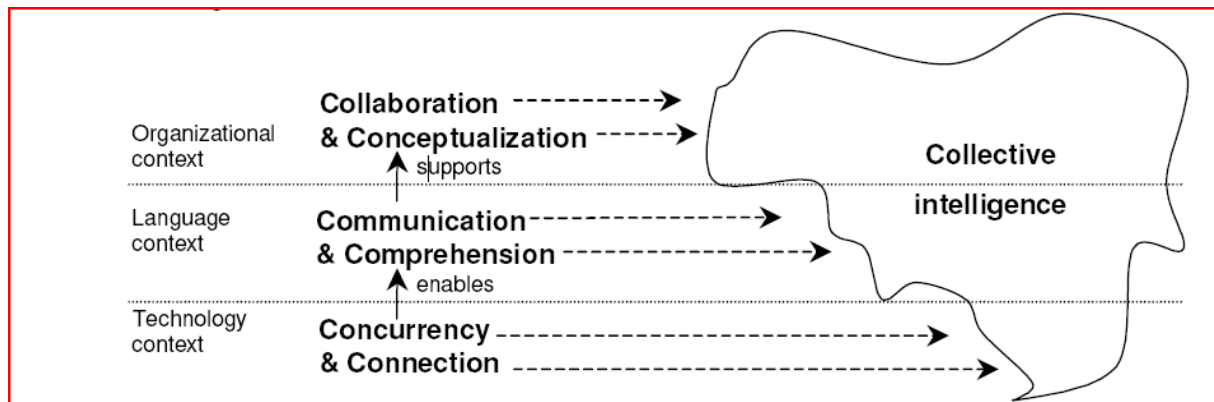 Collaboration
Organizational & Conceptualization
context supports
Collective
intelligence
Language Communication
context & Comprehension
enables
Technology
context Concurrency
& Connection